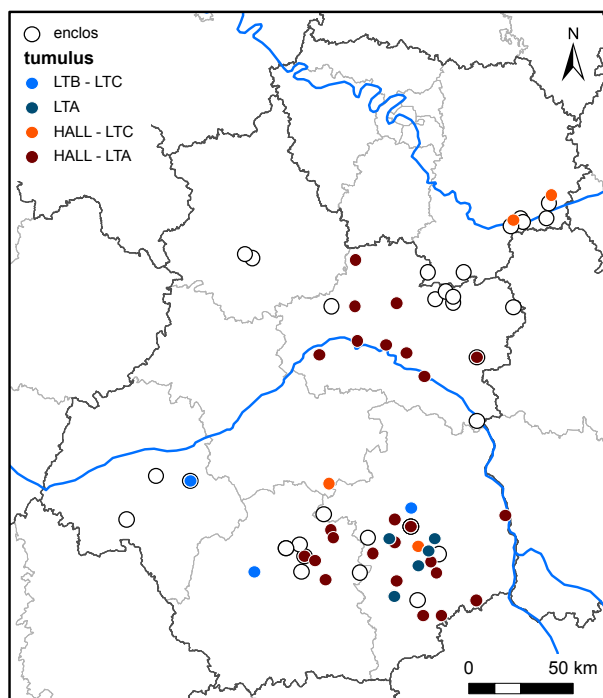 enclos
tumulus
LTB - LTC
LTA
HALL - LTC
HALL - LTA
N
0 50 km